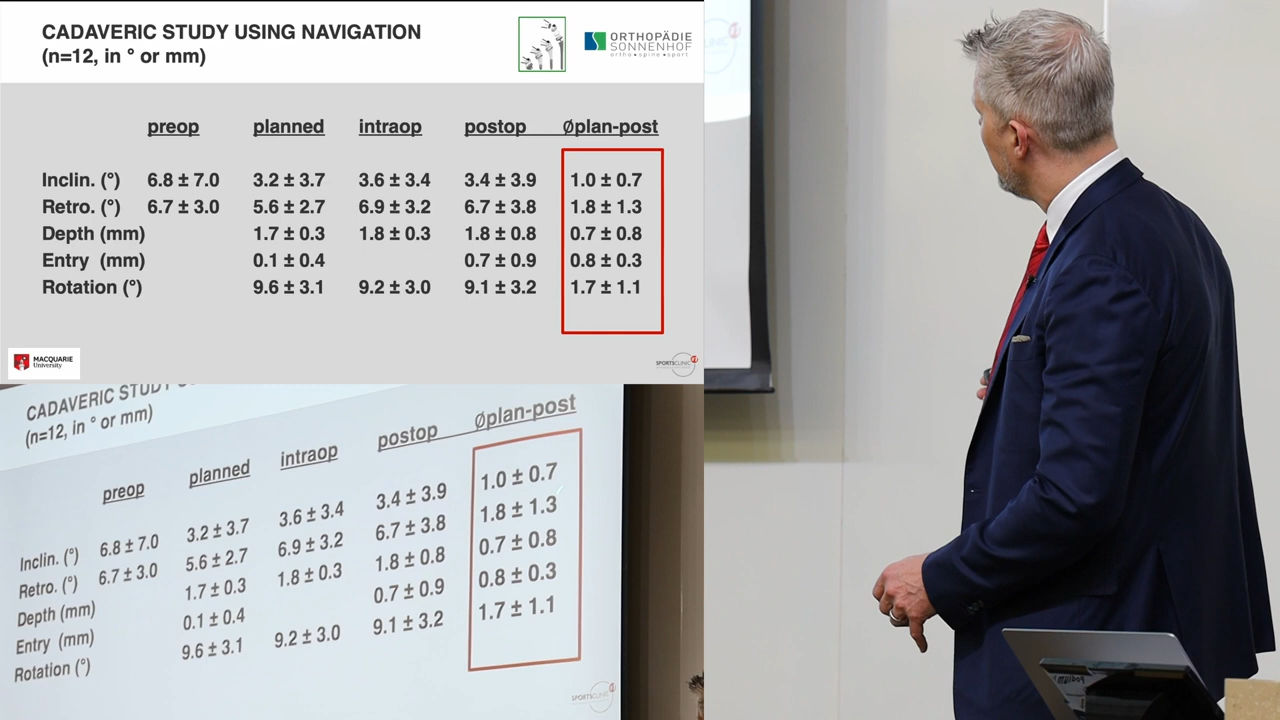 CADAVERIC STUDY USING NAVIGATION
(n=12, in ° or mm)
ORTHOPÄDIE
SONNENHOF
ortho • spine • sport
preop planned intraop postop Øplan-post
Inclin. (°) 6.8 ± 7.0 3.2 ± 3.7 3.6 ± 3.4 3.4 ± 3.9 1.0 ± 0.7
Retro. (°) 6.7 ± 3.0 5.6 ± 2.7 6.9 ± 3.2 6.7 ± 3.8 1.8 ± 1.3
Depth (mm) 1.7 ± 0.3 1.8 ± 0.3 1.8 ± 0.8 0.7 ± 0.8
Entry (mm) 0.1 ± 0.4 0.7 ± 0.9 0.8 ± 0.3
Rotation (°) 9.6 ± 3.1 9.2 ± 3.0 9.1 ± 3.2 1.7 ± 1.1
MACQUARIE
University
SPORTSCLINIC
CADAVERIC STUDY
(n=12, in ° or mm)
preop planned intraop postop Øplan-post
Inclin. (°) 6.8 ± 7.0 3.2 ± 3.7 3.6 ± 3.4 3.4 ± 3.9 1.0 ± 0.7
Retro. (°) 6.7 ± 3.0 5.6 ± 2.7 6.9 ± 3.2 6.7 ± 3.8 1.8 ± 1.3
Depth (mm) 1.7 ± 0.3 1.8 ± 0.3 1.8 ± 0.8 0.7 ± 0.8
Entry (mm) 0.1 ± 0.4 0.7 ± 0.9 0.8 ± 0.3
Rotation (°) 9.6 ± 3.1 9.2 ± 3.0 9.1 ± 3.2 1.7 ± 1.1
SPORTSCLINIC